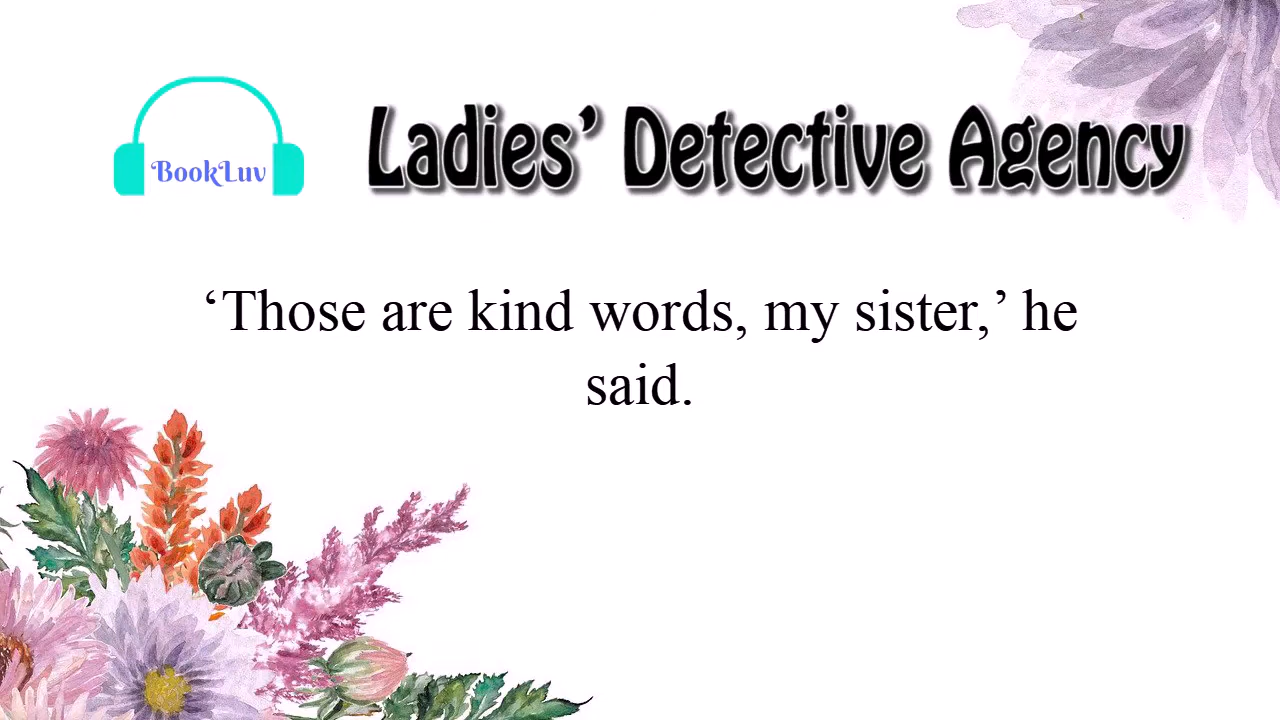 BookLuv
Ladies’ Detective Agency
‘Those are kind words, my sister,’ he
said.